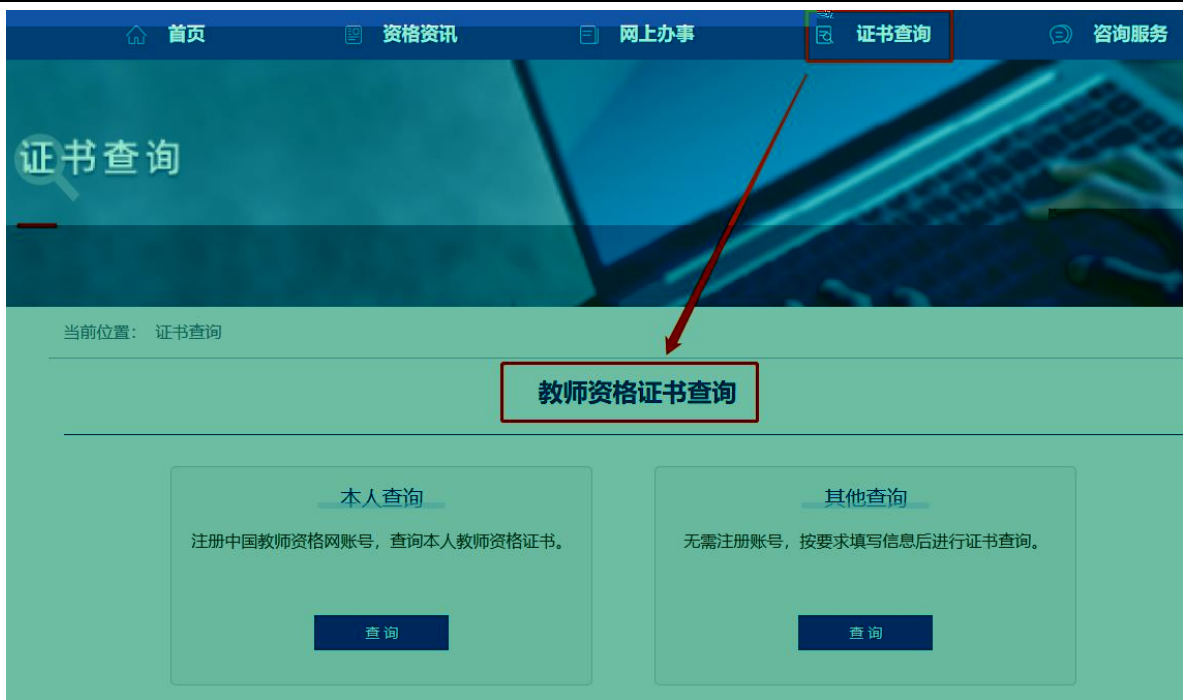 首页 资格资讯 网上办事 证书查询 咨询服务
证书查询
当前位置： 证书查询
教师资格证书查询
本人查询
注册中国教师资格网账号，查询本人教师资格证书。
查询
其他查询
无需注册账号，按要求填写信息后进行证书查询。
查询